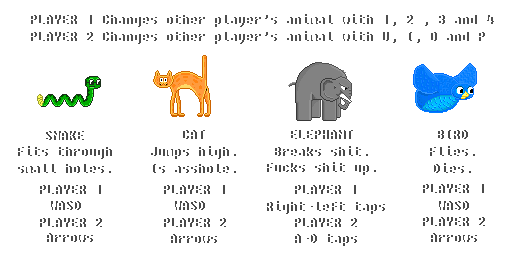 PLAYER 1 Changes other player's animal with 1, 2 , 3 and 4
PLAYER 2 Changes other player's animal with U, I, O and P
SNAKE
Fits through
small holes.
PLAYER 1
WASD
PLAYER 2
Arrows
CAT
Jumps high.
Is asshole.
PLAYER 1
WASD
PLAYER 2
Arrows
ELEPHANT
Breaks shit.
Fucks shit up.
PLAYER 1
Right-left taps
PLAYER 2
A-D taps
BIRD
Flies.
Dies.
PLAYER 1
WASD
PLAYER 2
Arrows